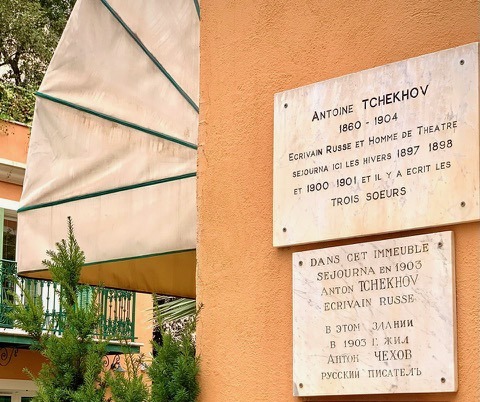 ANTOINE TCHEKHOV
1860 - 1904
ECRIVAIN RUSSE ET HOMME DE THEATRE
SEJOURNA ICI LES HIVERS 1897 1898
ET 1900 1901 ET IL Y A ECRIT LES
TROIS SOEURS
DANS CET IMMEUBLE
SEJOURNA EN 1903
ANTON TCHEKHOV
ECRIVAIN RUSSE
В ЭТОМ ЗДАНИИ
В 1903 Г. ЖИЛ
АНТОН ЧЕХОВ
РУССКИЙ ПИСАТЕЛЪ